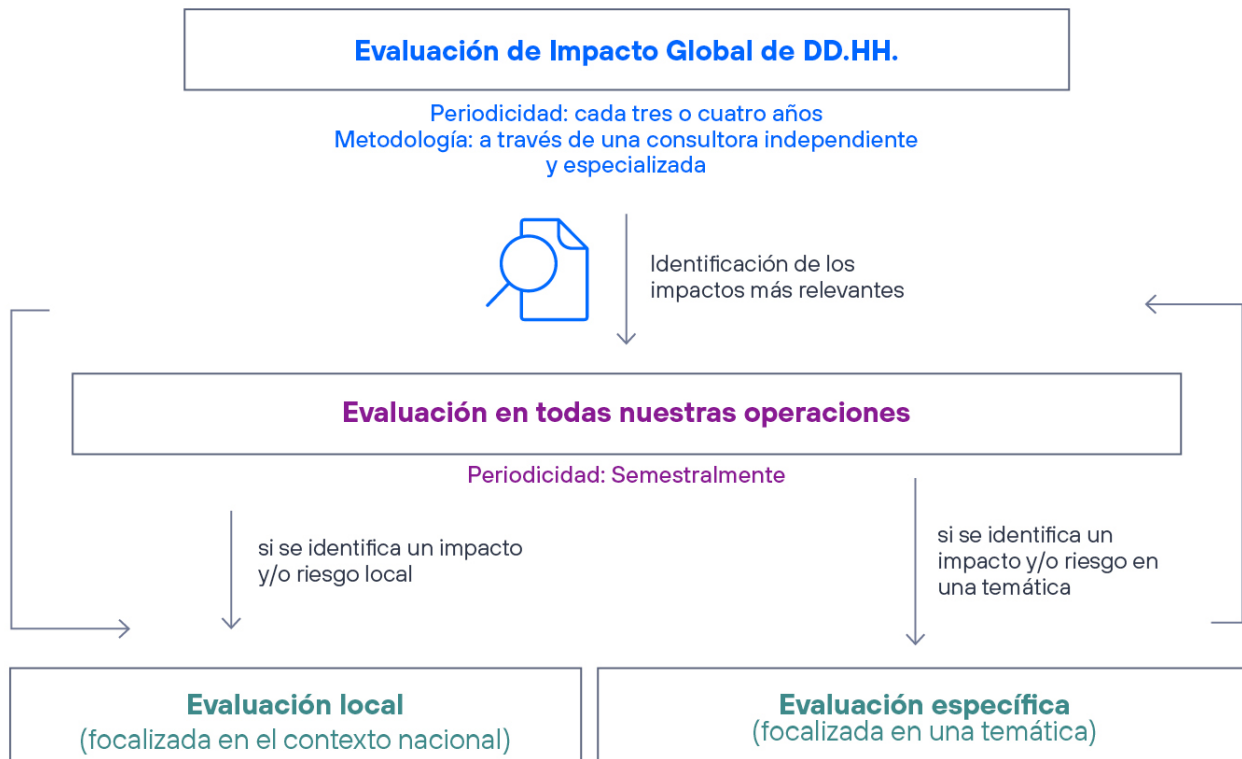 Evaluación de Impacto Global de DD.HH.
Periodicidad: cada tres o cuatro años
Metodología: a través de una consultora independiente
y especializada
Identificación de los
impactos más relevantes
Evaluación en todas nuestras operaciones
Periodicidad: Semestralmente
si se identifica un impacto
y/o riesgo local
si se identifica un
impacto y/o riesgo en
una temática
Evaluación local
(focalizada en el contexto nacional)
Evaluación específica
(focalizada en una temática)